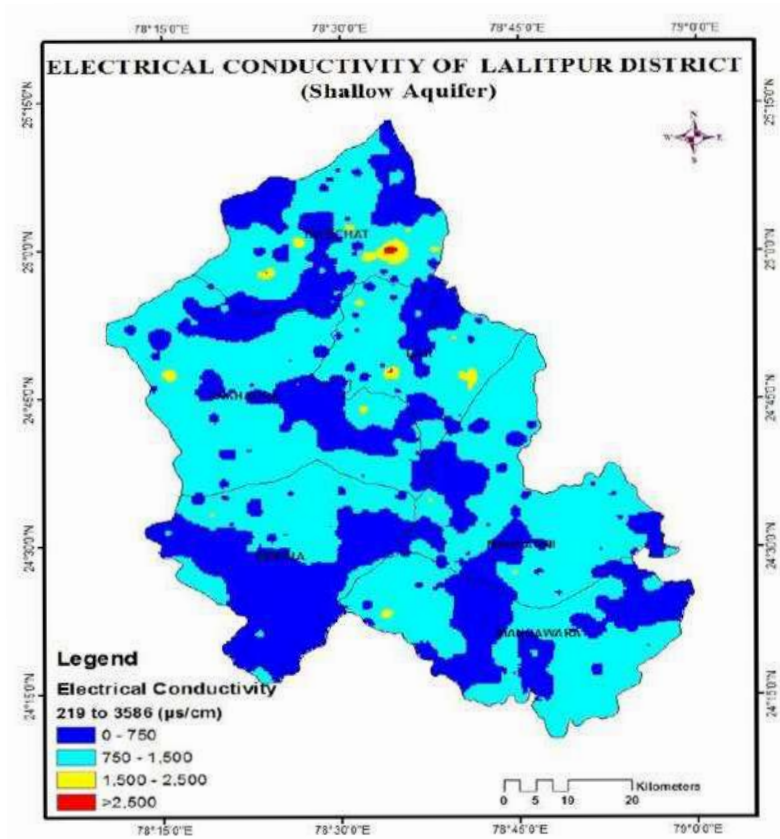 78°15'0"E 78°30'0"E 78°45'0"E 79°0'0"E
ELECTRICAL CONDUCTIVITY OF LALITPUR DISTRICT
(Shallow Aquifer)
N
W E
S
25°15'0"N 25°15'0"N
25°0'0"N 25°0'0"N
24°45'0"N 24°45'0"N
24°30'0"N 24°30'0"N
24°15'0"N 24°15'0"N
Legend
Electrical Conductivity
219 to 3586 (µs/cm)
0 - 750
750 - 1,500
1,500 - 2,500
>2,500
Kilometers
0 5 10 20
78°15'0"E 78°30'0"E 78°45'0"E 79°0'0"E